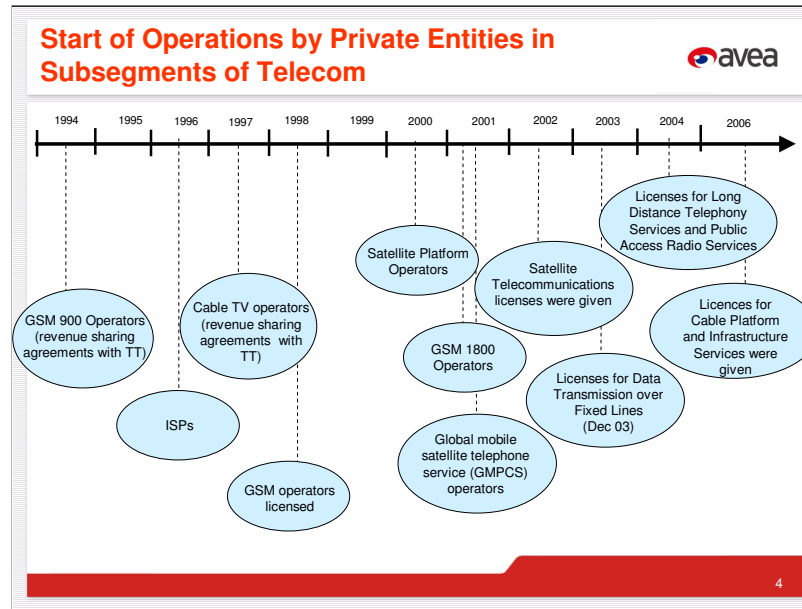 Start of Operations by Private Entities in
Subsegments of Telecom
avea
1994 1995 1996 1997 1998 1999 2000 2001 2002 2003 2004 2006
Licenses for Long
Distance Telephony
Services and Public
Access Radio Services
Satellite Platform
Operators
Satellite
Telecommunications
licenses were given
GSM 900 Operators
(revenue sharing
agreements with TT)
Cable TV operators
(revenue sharing
agreements with
TT)
Licences for
Cable Platform
and Infrastructure
Services were
given
GSM 1800
Operators
Licenses for Data
Transmission over
Fixed Lines
(Dec 03)
ISPs
Global mobile
satellite telephone
service (GMPCS)
operators
GSM operators
licensed
4